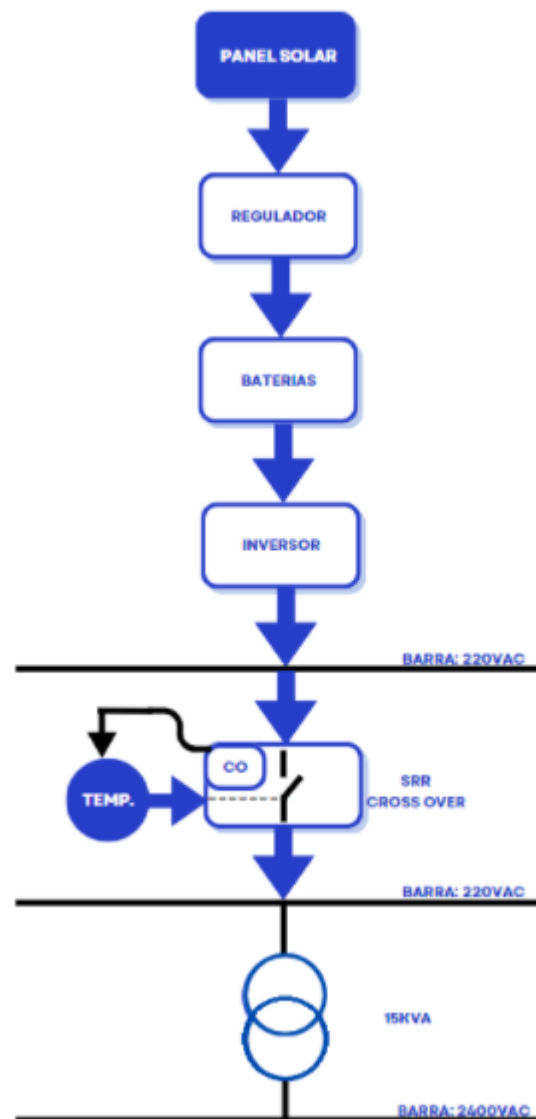 PANEL SOLAR
REGULADOR
BATERIAS
INVERSOR
BARRA: 220VAC
CO
TEMP.
SRR
CROSS OVER
BARRA: 220VAC
15KVA
BARRA: 2400VAC